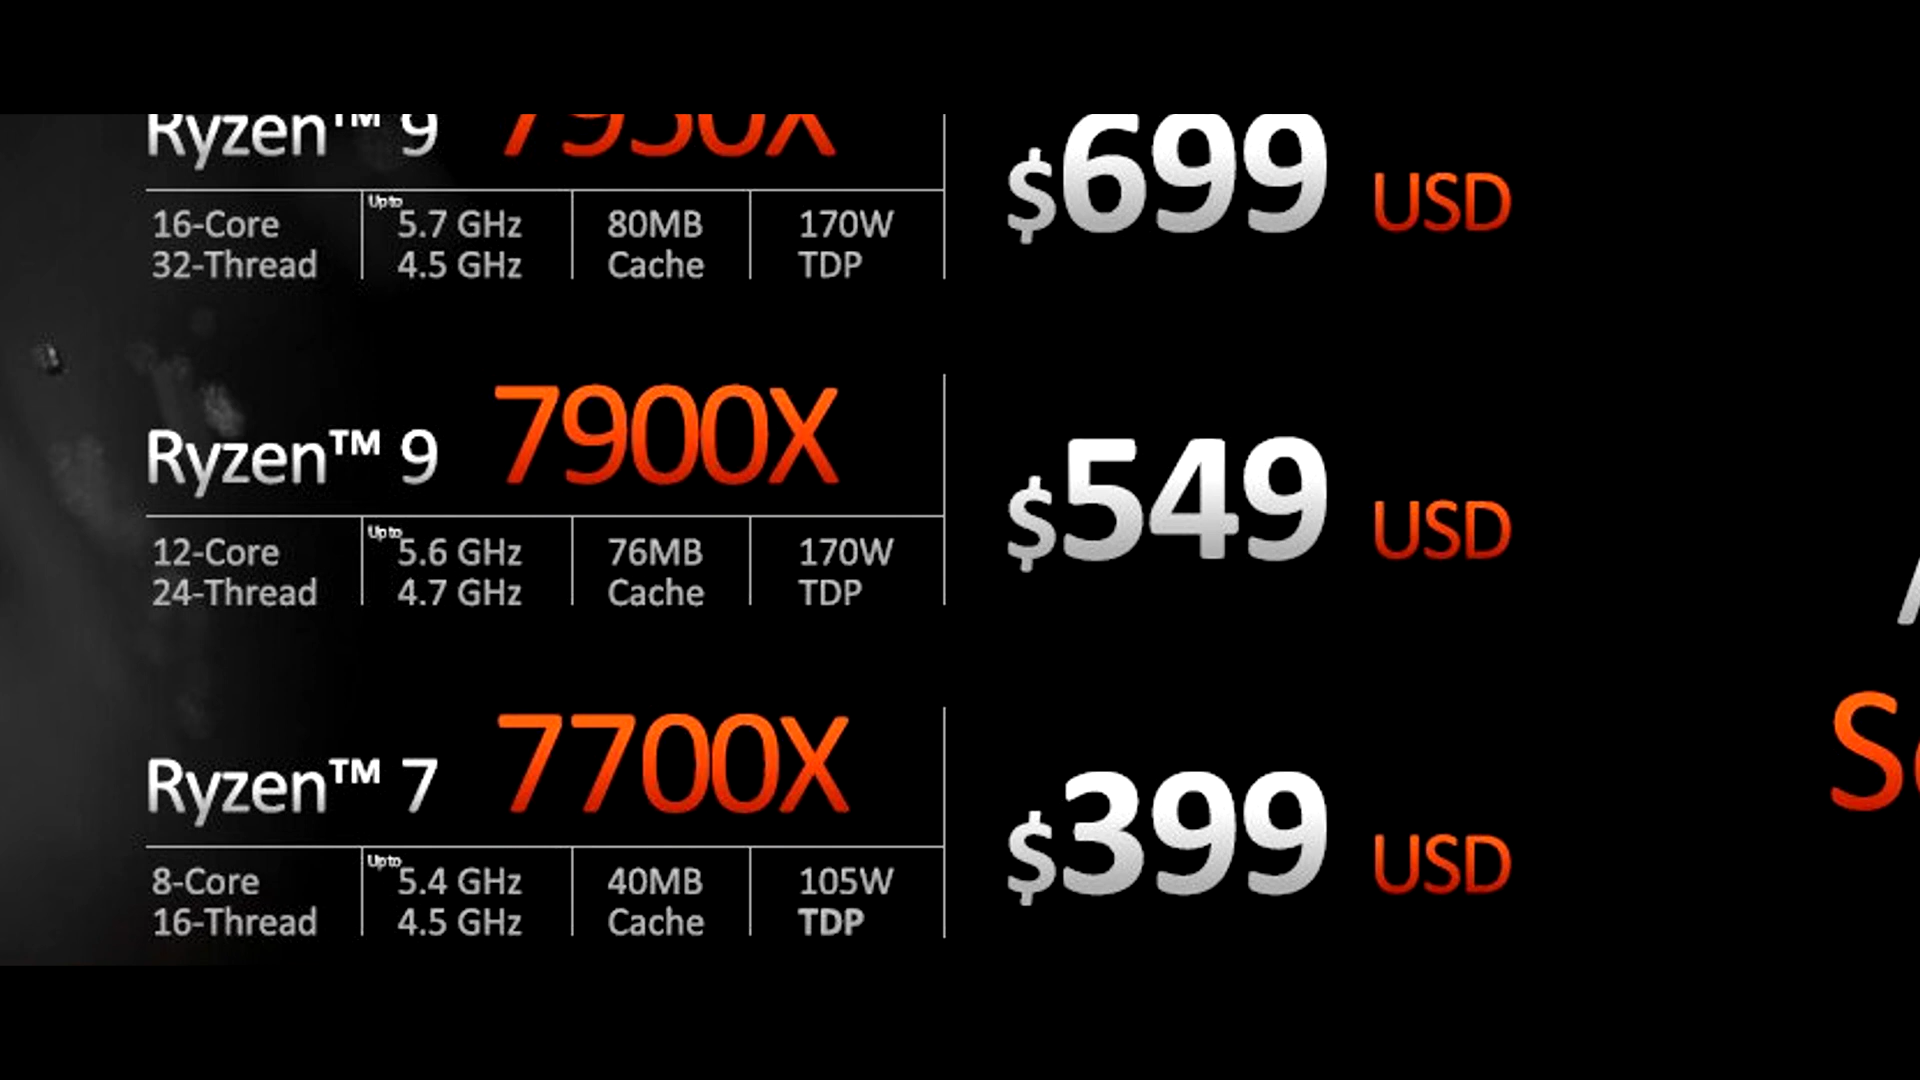 Ryzen™ 9 7950X
$699 USD
16-Core 32-Thread
Up to 5.7 GHz 4.5 GHz
80MB Cache
170W TDP
Ryzen™ 9 7900X
$549 USD
12-Core 24-Thread
Up to 5.6 GHz 4.7 GHz
76MB Cache
170W TDP
Ryzen™ 7 7700X
$399 USD
8-Core 16-Thread
Up to 5.4 GHz 4.5 GHz
40MB Cache
105W TDP